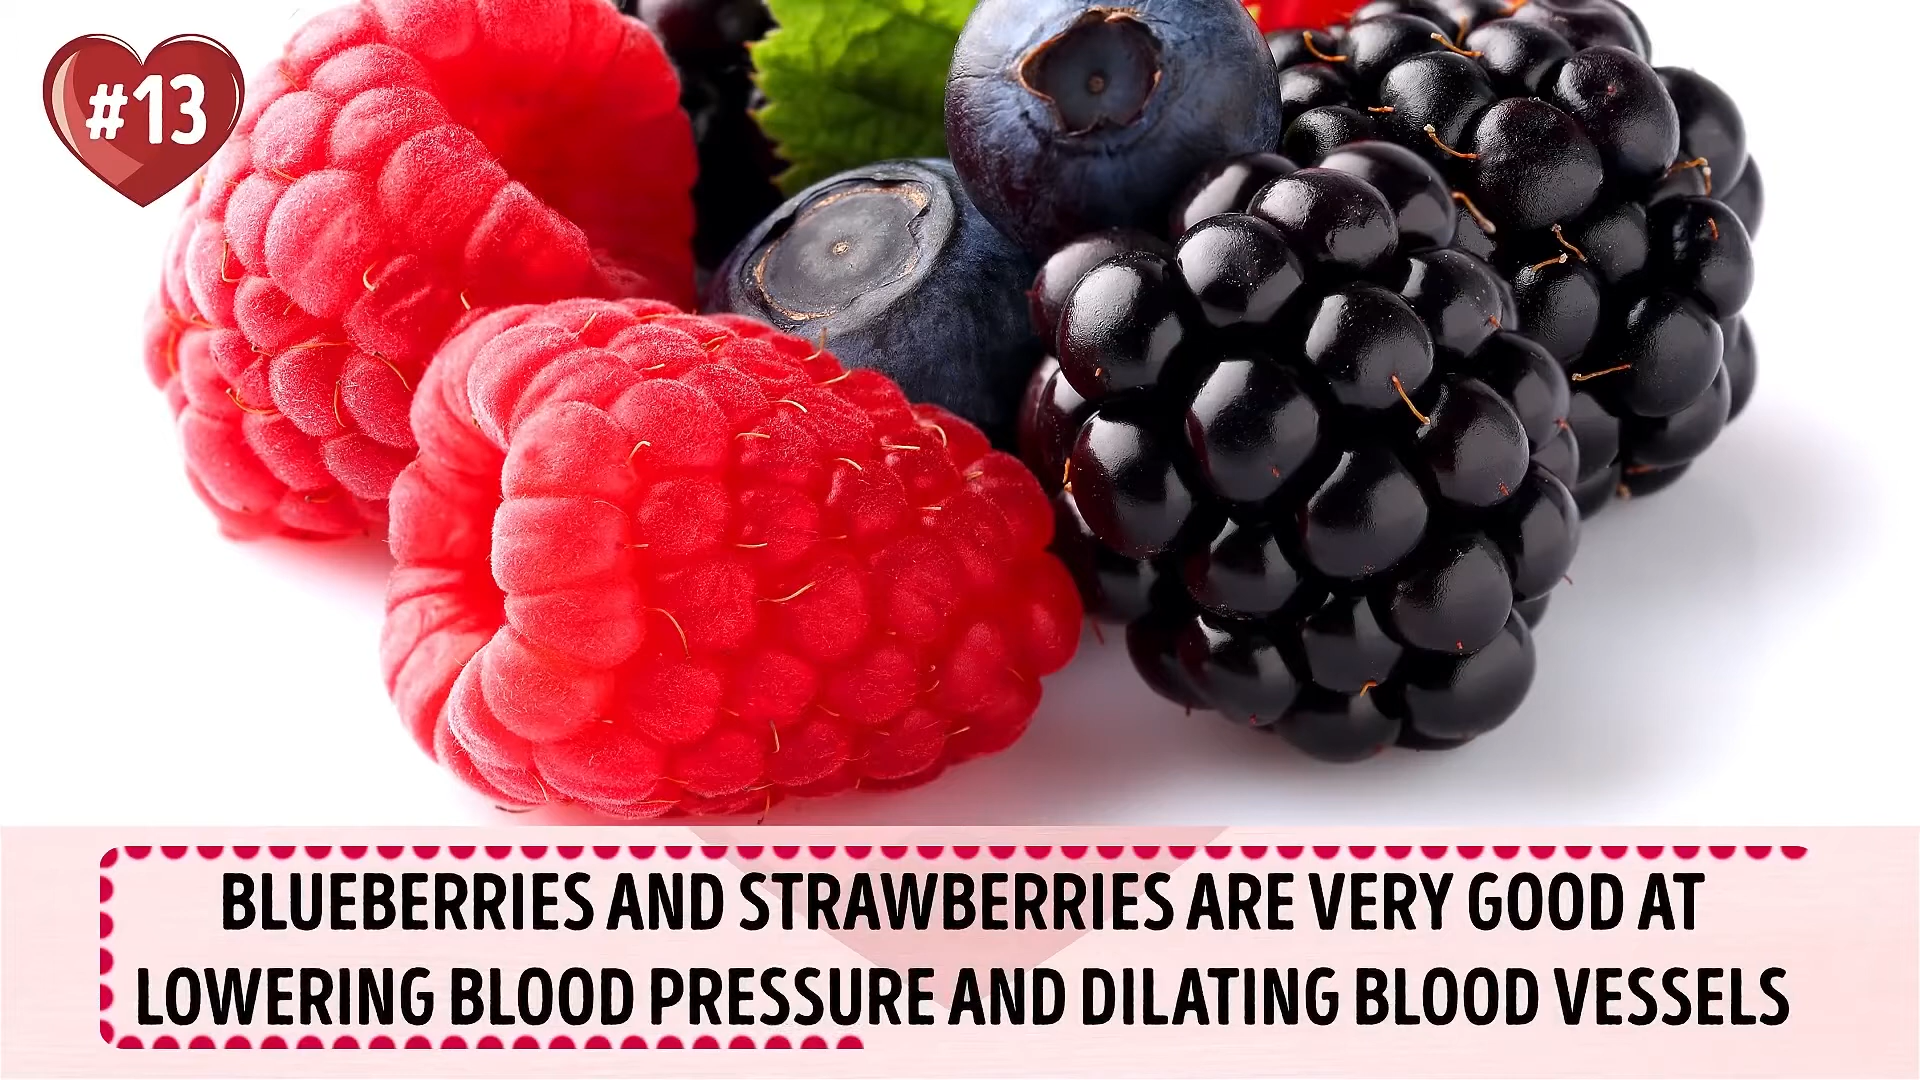 #13
BLUEBERRIES AND STRAWBERRIES ARE VERY GOOD AT
LOWERING BLOOD PRESSURE AND DILATING BLOOD VESSELS